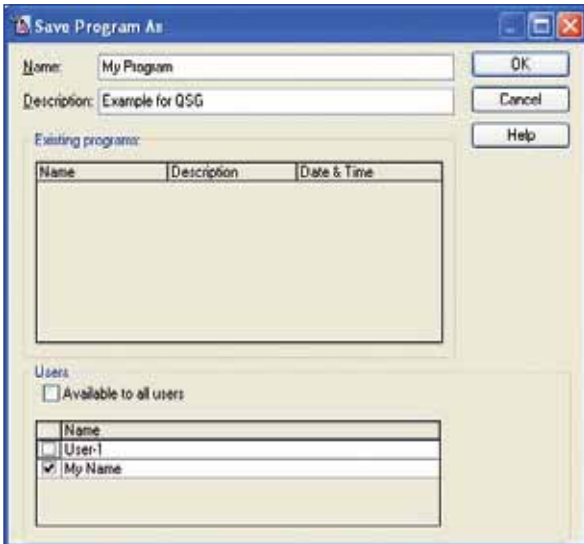 Save Program As
Name: My Program OK
Description: Example for QSG Cancel
Help
Existing programs:
Name Description Date & Time
Users
Available to all users
Name
User-1
My Name